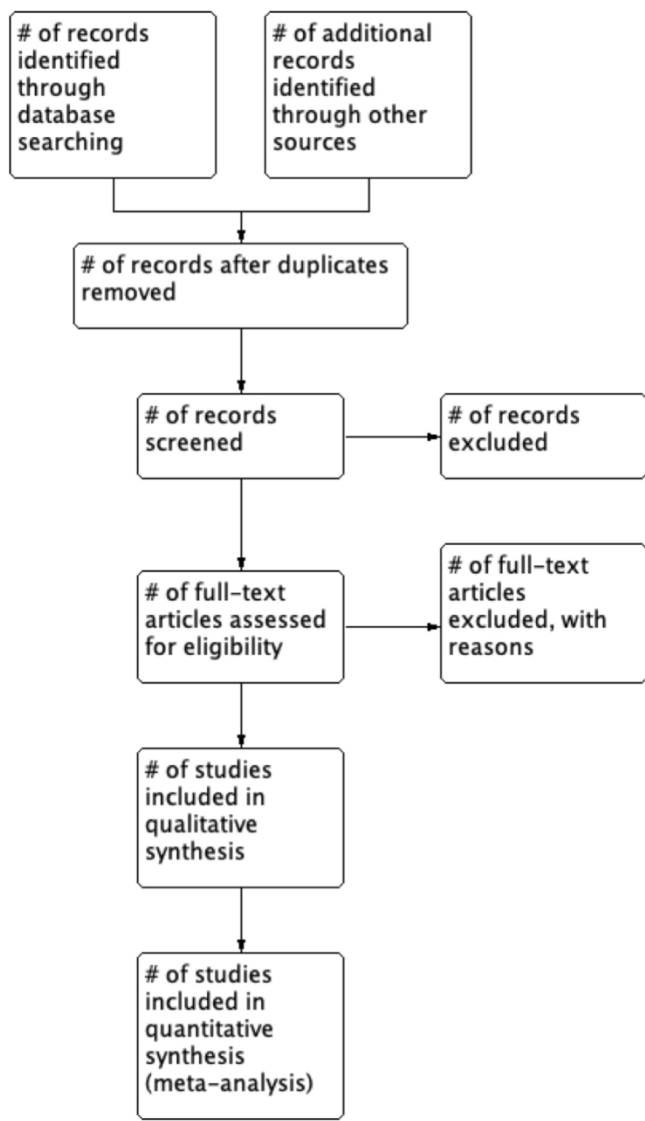 # of records
identified
through
database
searching
# of additional
records
identified
through other
sources
# of records after duplicates
removed
# of records
screened
# of records
excluded
# of full-text
articles assessed
for eligibility
# of full-text
articles
excluded, with
reasons
# of studies
included in
qualitative
synthesis
# of studies
included in
quantitative
synthesis
(meta-analysis)